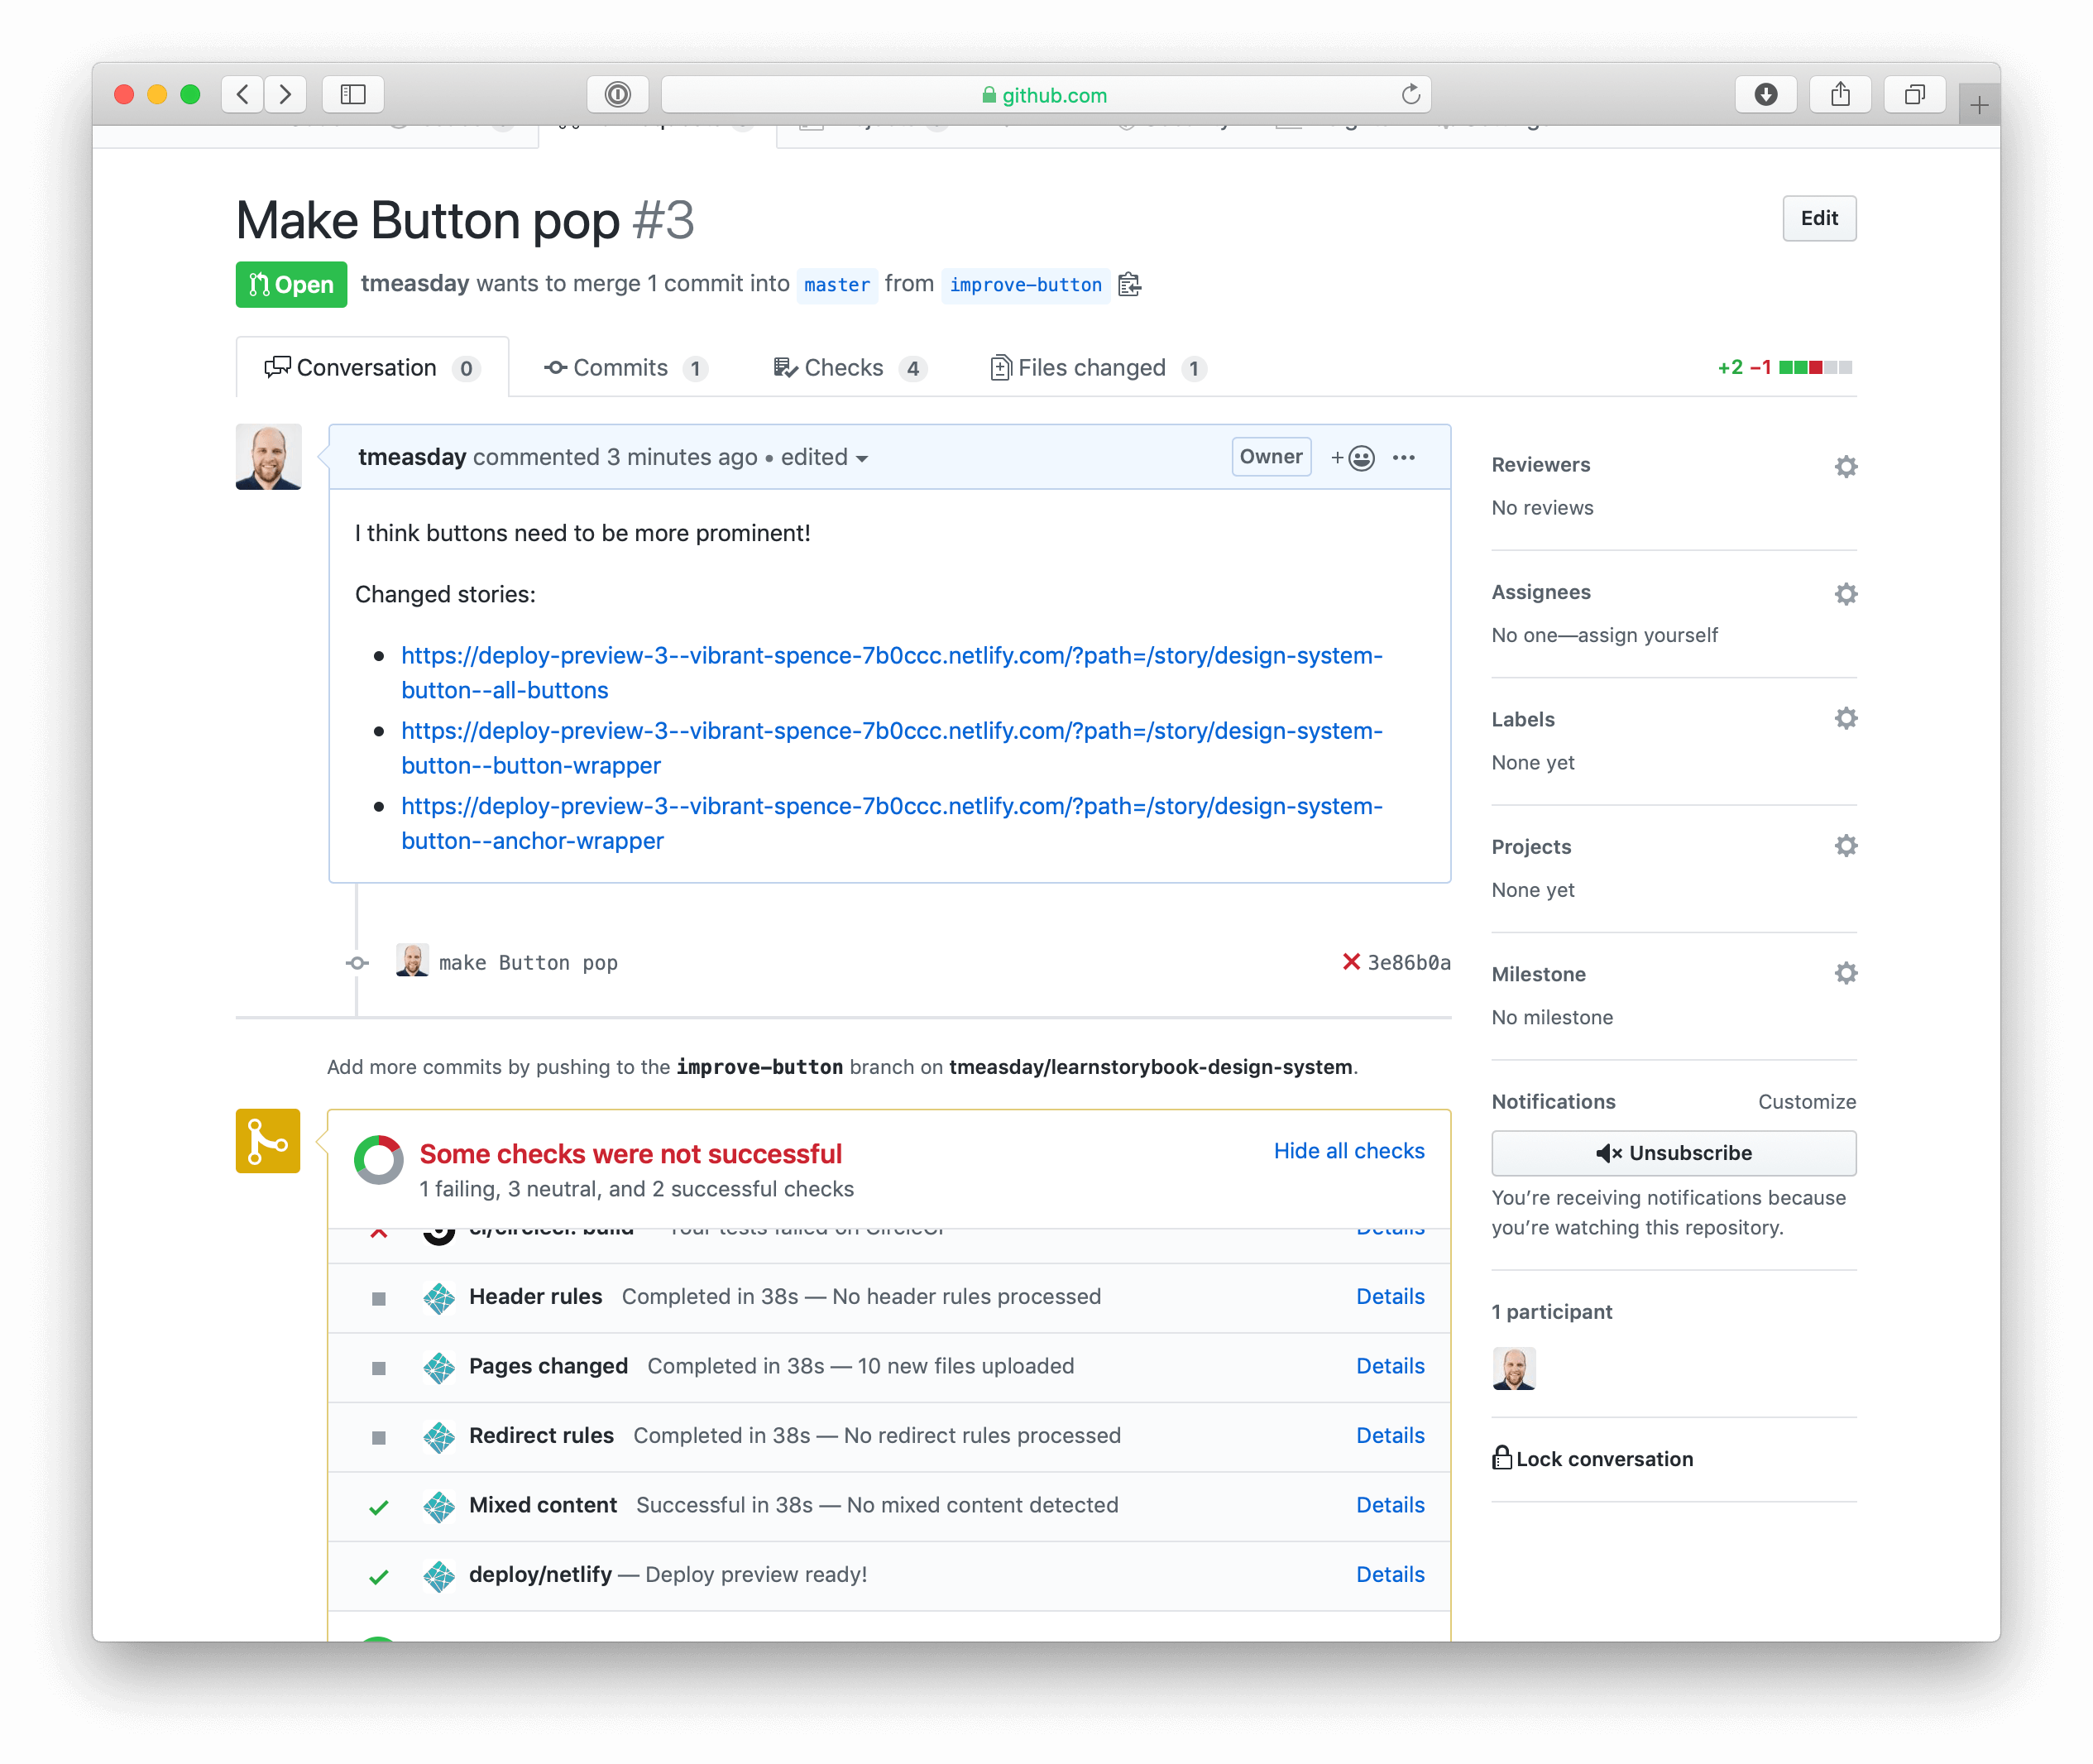 github.com
Make Button pop #3
Edit
Open
tmeasday wants to merge 1 commit into master from improve-button
Conversation 0
Commits 1
Checks 4
Files changed 1
+2 −1
tmeasday commented 3 minutes ago • edited
Owner
I think buttons need to be more prominent!
Changed stories:
https://deploy-preview-3--vibrant-spence-7b0ccc.netlify.com/?path=/story/design-system-
button--all-buttons
https://deploy-preview-3--vibrant-spence-7b0ccc.netlify.com/?path=/story/design-system-
button--button-wrapper
https://deploy-preview-3--vibrant-spence-7b0ccc.netlify.com/?path=/story/design-system-
button--anchor-wrapper
make Button pop
3e86b0a
Add more commits by pushing to the improve-button branch on tmeasday/learnstorybook-design-system.
Some checks were not successful
1 failing, 3 neutral, and 2 successful checks
Hide all checks
ci/circleci: build Your tests failed on CircleCI
Details
Header rules Completed in 38s — No header rules processed
Details
Pages changed Completed in 38s — 10 new files uploaded
Details
Redirect rules Completed in 38s — No redirect rules processed
Details
Mixed content Successful in 38s — No mixed content detected
Details
deploy/netlify — Deploy preview ready!
Details
Reviewers
No reviews
Assignees
No one—assign yourself
Labels
None yet
Projects
None yet
Milestone
No milestone
Notifications
Customize
Unsubscribe
You’re receiving notifications because
you’re watching this repository.
1 participant
Lock conversation